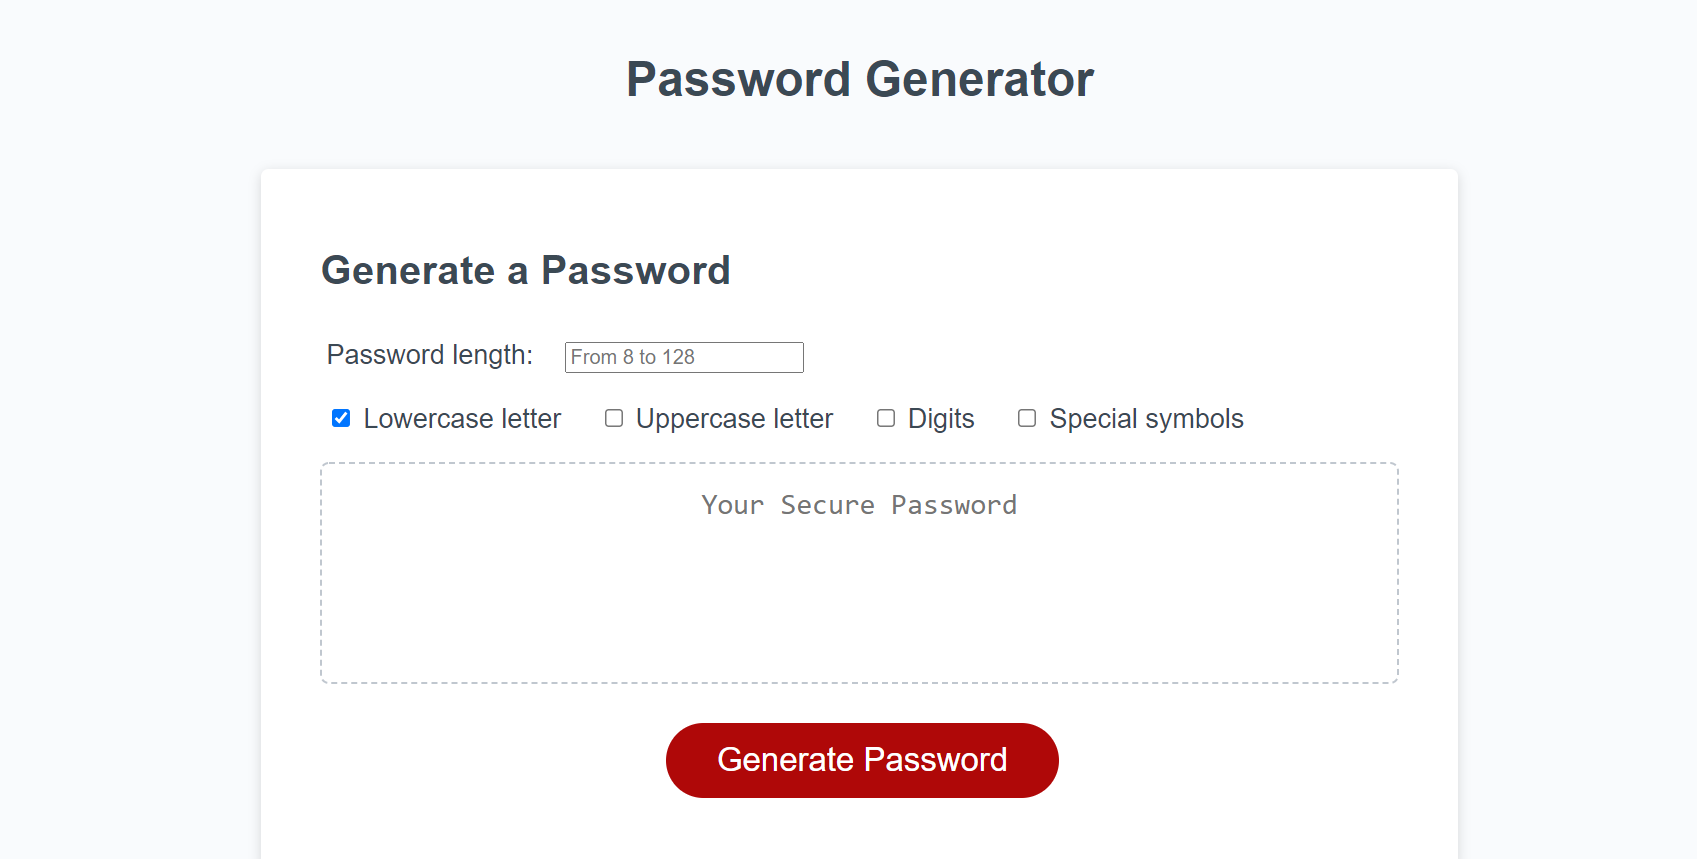 Password Generator
Generate a Password
Password length: From 8 to 128
Lowercase letter Uppercase letter Digits Special symbols
Your Secure Password
Generate Password